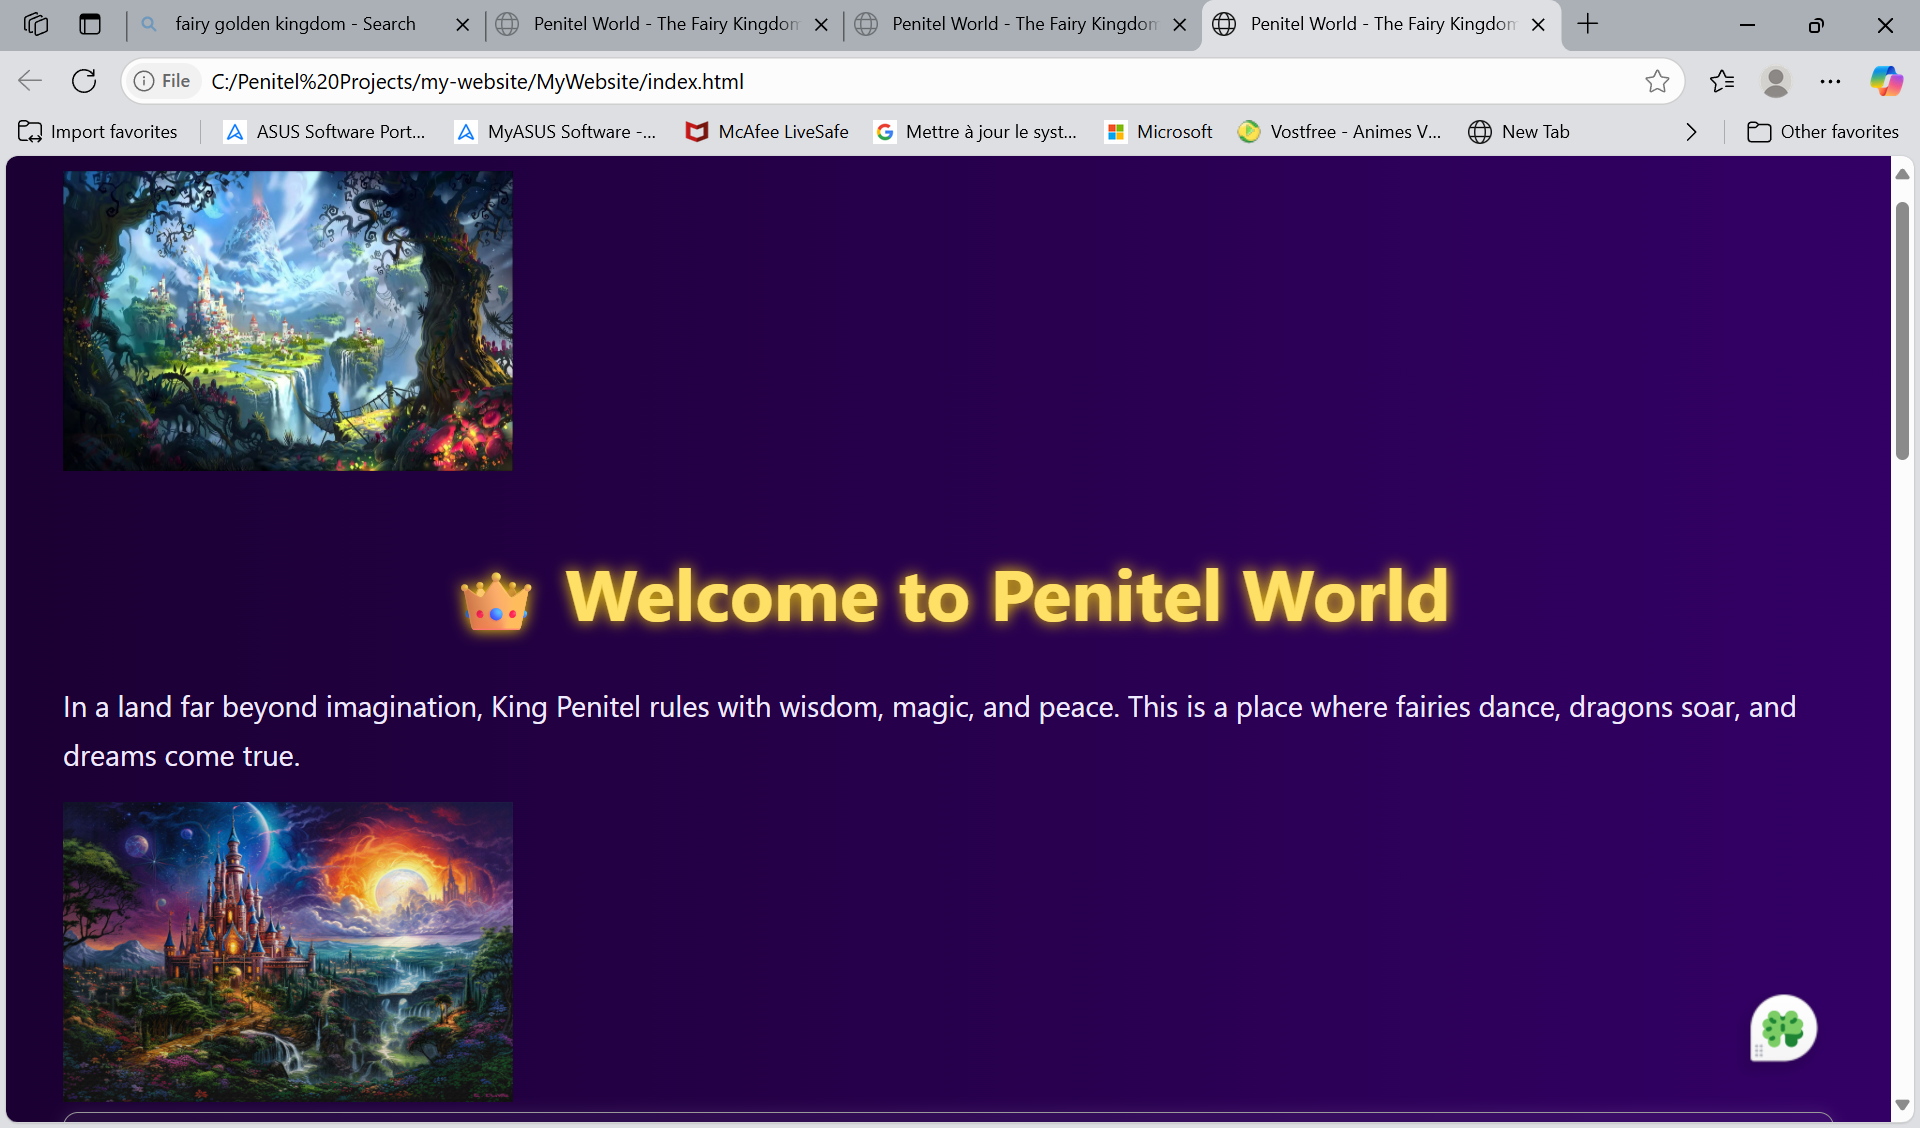 fairy golden kingdom - Search
Penitel World - The Fairy Kingdom
Penitel World - The Fairy Kingdom
Penitel World - The Fairy Kingdom
File
C:/Penitel%20Projects/my-website/MyWebsite/index.html
Import favorites
ASUS Software Port...
MyASUS Software -...
McAfee LiveSafe
Mettre à jour le syst...
Microsoft
Vostfree - Animes V...
New Tab
Other favorites
Welcome to Penitel World
In a land far beyond imagination, King Penitel rules with wisdom, magic, and peace. This is a place where fairies dance, dragons soar, and
dreams come true.